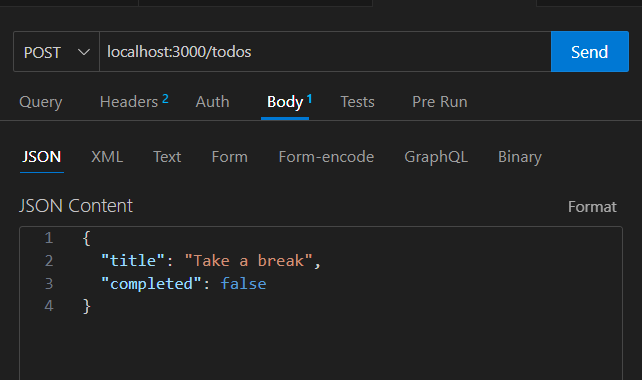 POST localhost:3000/todos Send
Query Headers 2 Auth Body 1 Tests Pre Run
JSON XML Text Form Form-encode GraphQL Binary
JSON Content Format
1 {
2 "title": "Take a break",
3 "completed": false
4 }